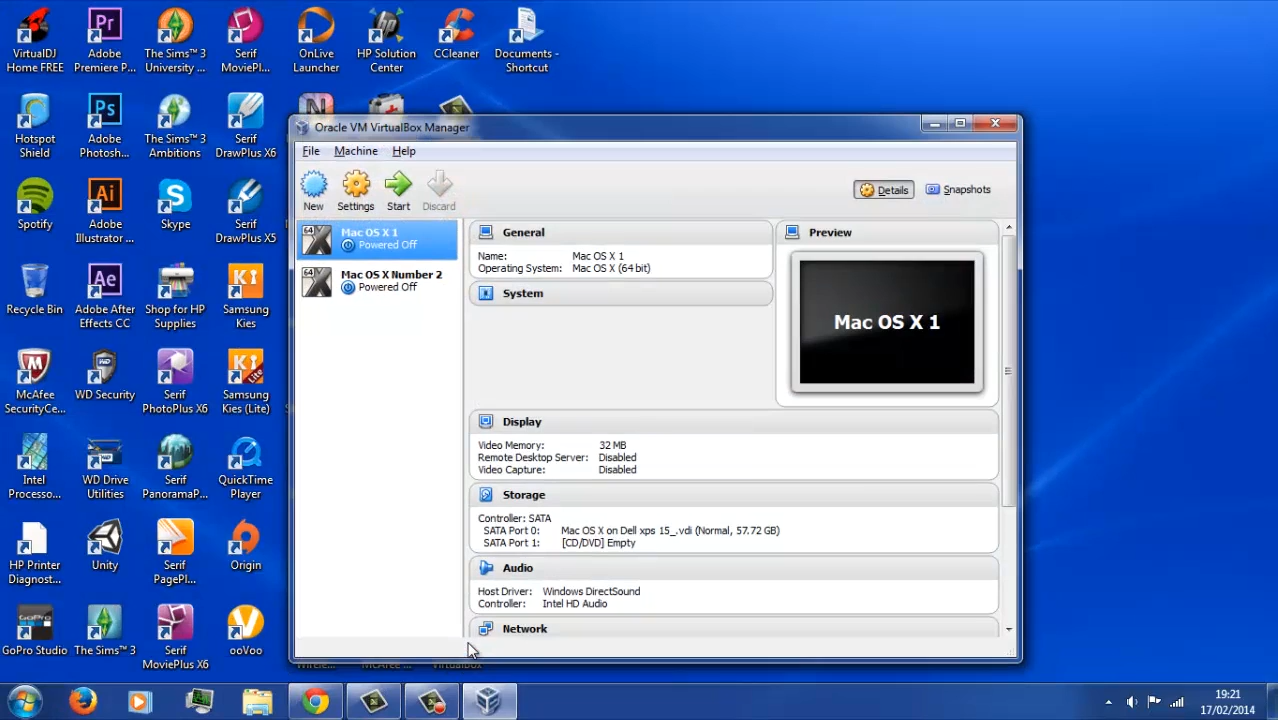 VirtualDJ
Home FREE
Adobe
Premiere P...
The Sims™ 3
University ...
Serif
MoviePl...
OnLive
Launcher
HP Solution
Center
CCleaner
Documents -
Shortcut
Hotspot
Shield
Adobe
Photosh...
The Sims™ 3
Ambitions
Serif
DrawPlus X6
Spotify
Adobe
Illustrator ...
Skype
Serif
DrawPlus X5
Recycle Bin
Adobe After
Effects CC
Shop for HP
Supplies
Samsung
Kies
McAfee
SecurityCe...
WD Security
Serif
PhotoPlus X6
Samsung
Kies (Lite)
Intel
Processo...
WD Drive
Utilities
Serif
PanoramaP...
QuickTime
Player
HP Printer
Diagnost...
Unity
Serif
PagePl...
Origin
GoPro Studio
The Sims™ 3
Serif
MoviePlus X6
ooVoo
Oracle VM VirtualBox Manager
File Machine Help
New Settings Start Discard
Details Snapshots
Mac OS X 1
Powered Off
Mac OS X Number 2
Powered Off
General
Name: Mac OS X 1
Operating System: Mac OS X (64 bit)
System
Preview
Mac OS X 1
Display
Video Memory: 32 MB
Remote Desktop Server: Disabled
Video Capture: Disabled
Storage
Controller: SATA
SATA Port 0: Mac OS X on Dell xps 15_.vdi (Normal, 57.72 GB)
SATA Port 1: [CD/DVD] Empty
Audio
Host Driver: Windows DirectSound
Controller: Intel HD Audio
Network
19:21
17/02/2014